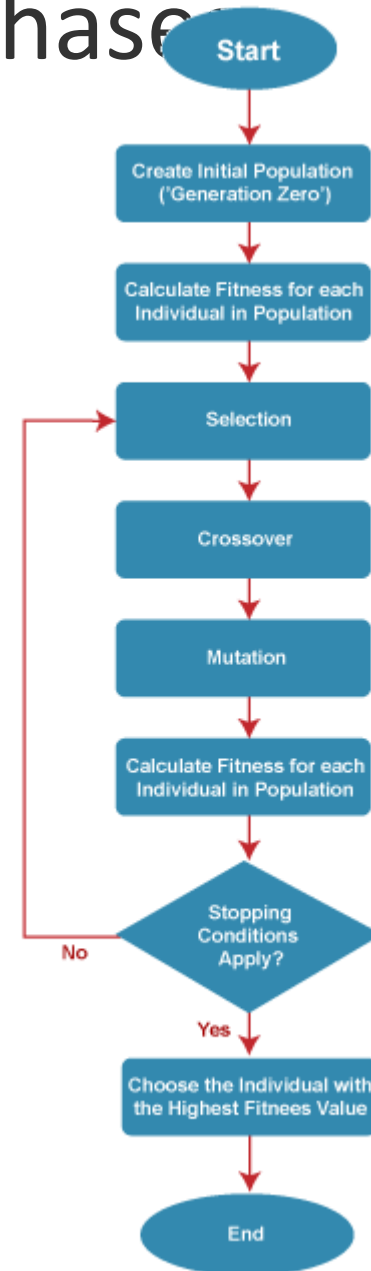 hase
Start
Create Initial Population
('Generation Zero')
Calculate Fitness for each
Individual in Population
Selection
Crossover
Mutation
Calculate Fitness for each
Individual in Population
Stopping
Conditions
Apply?
No
Yes
Choose the Individual with
the Highest Fitnees Value
End